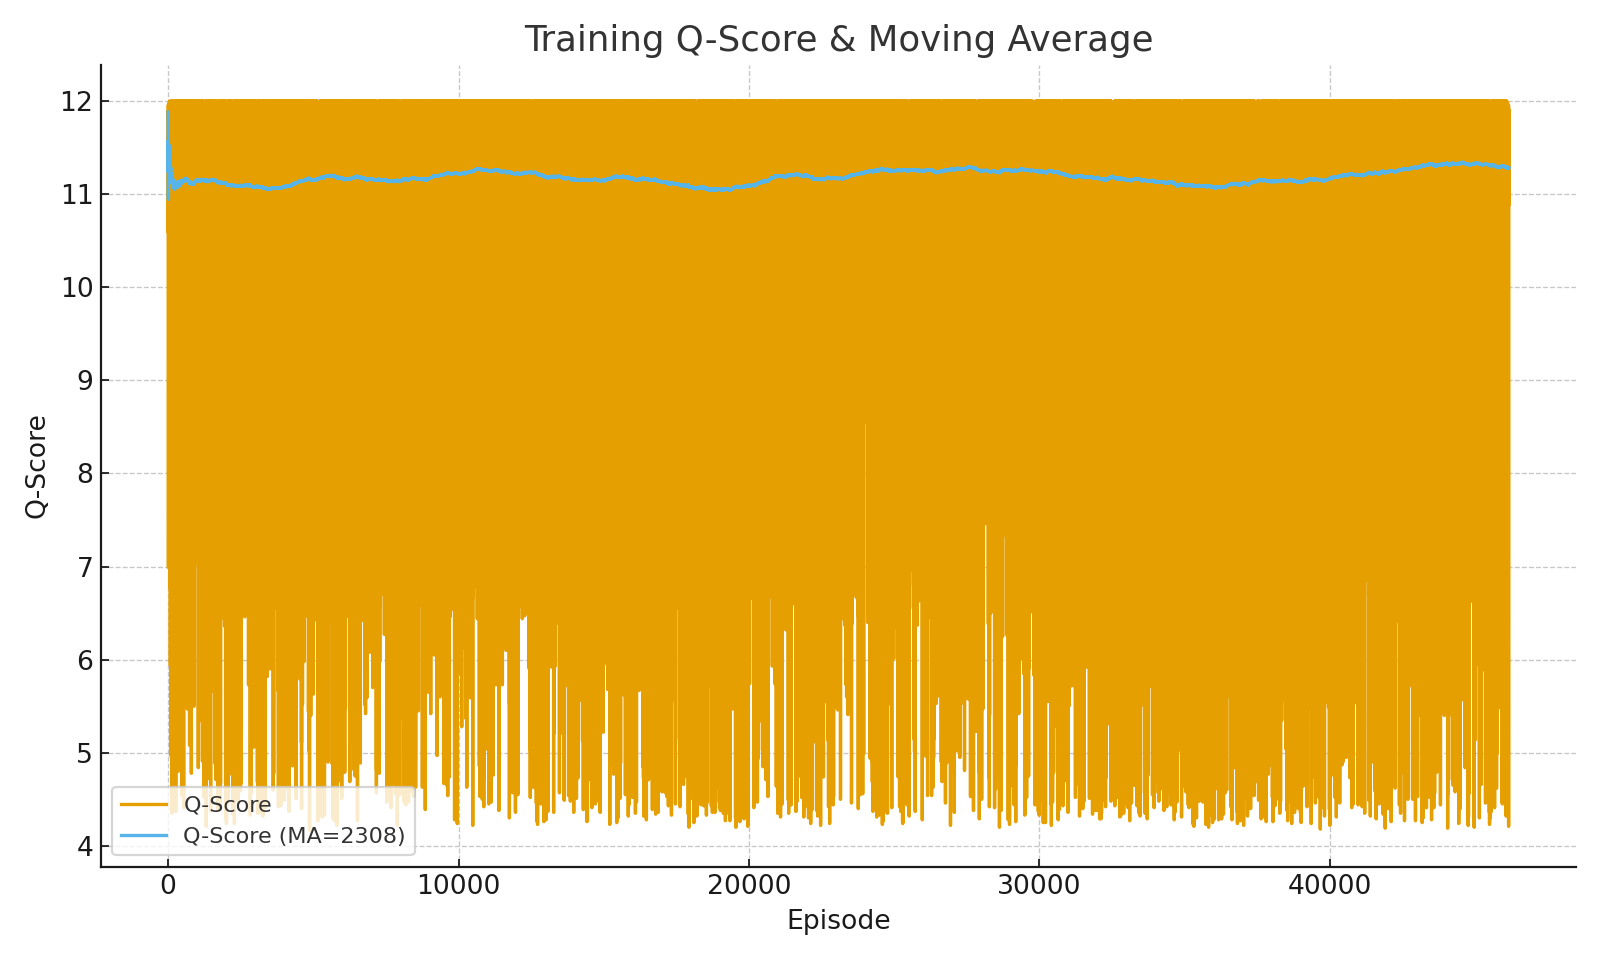 Training Q-Score & Moving Average
12
11
10
9
8
7
6
5
4
Q-Score
Q-Score
Q-Score (MA=2308)
0 10000 20000 30000 40000
Episode